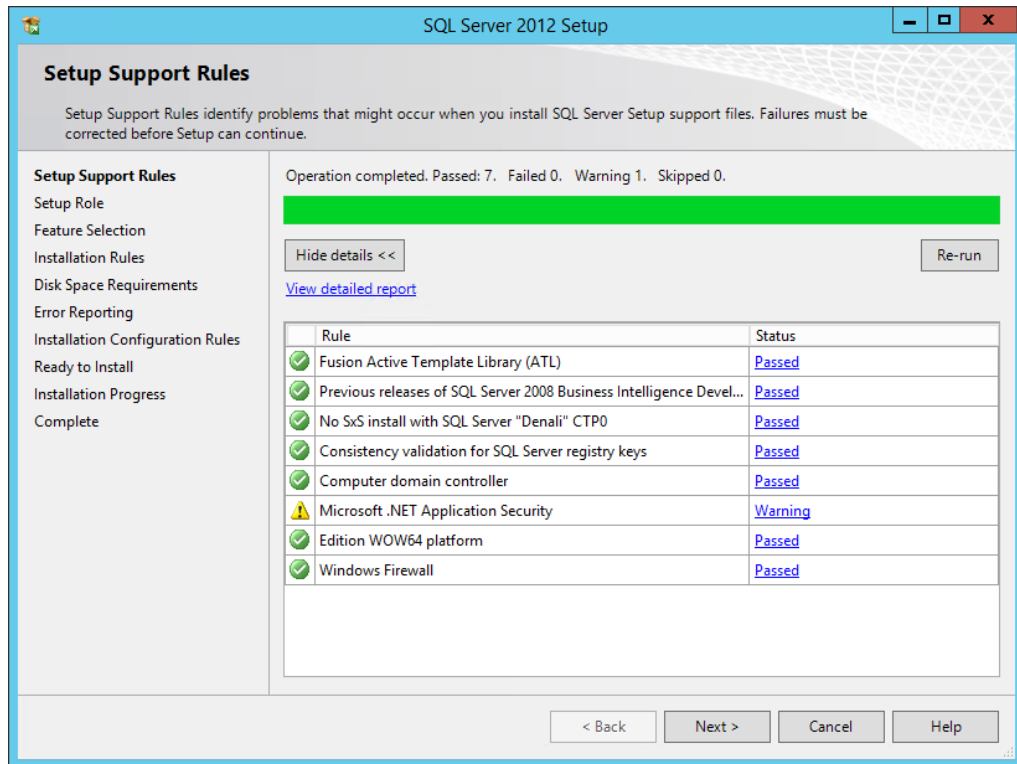 SQL Server 2012 Setup
Setup Support Rules
Setup Support Rules identify problems that might occur when you install SQL Server Setup support files. Failures must be
corrected before Setup can continue.
Setup Support Rules
Setup Role
Feature Selection
Installation Rules
Disk Space Requirements
Error Reporting
Installation Configuration Rules
Ready to Install
Installation Progress
Complete
Operation completed. Passed: 7. Failed 0. Warning 1. Skipped 0.
Hide details <<
Re-run
View detailed report
Rule Status
Fusion Active Template Library (ATL) Passed
Previous releases of SQL Server 2008 Business Intelligence Devel... Passed
No SxS install with SQL Server "Denali" CTP0 Passed
Consistency validation for SQL Server registry keys Passed
Computer domain controller Passed
Microsoft .NET Application Security Warning
Edition WOW64 platform Passed
Windows Firewall Passed
< Back Next > Cancel Help